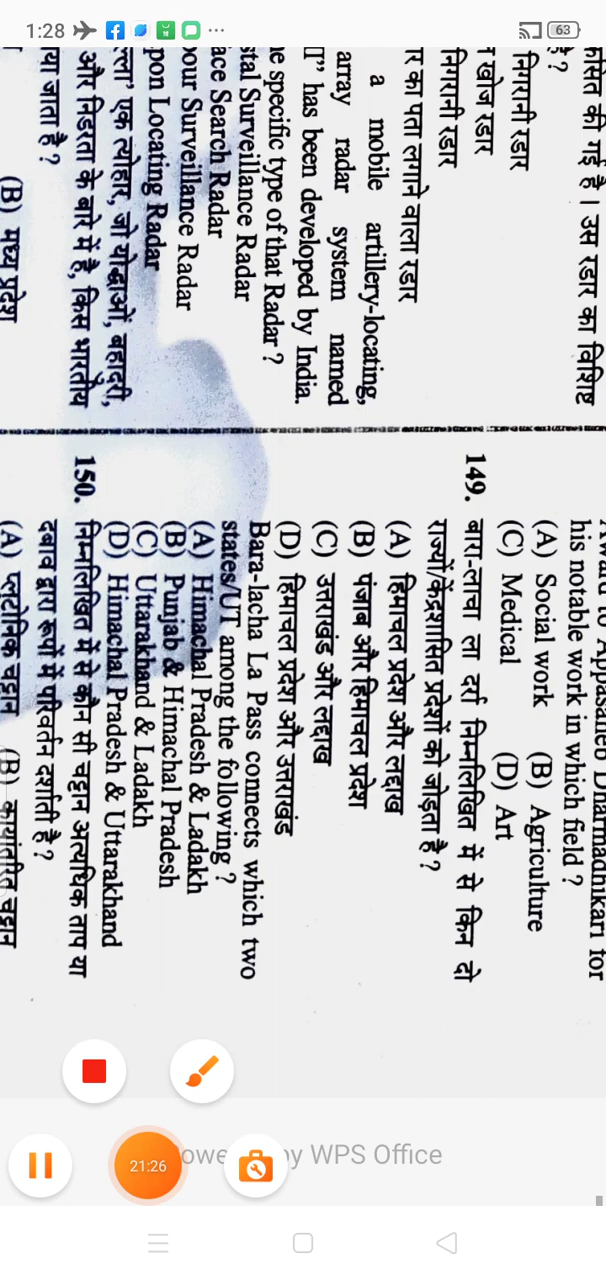 1:28
63
निगरानी रडार
खोज रडार
निगरानी रडार
का पता लगाने वाला रडार
a mobile artillery-locating,
array radar system named
has been developed by India.
specific type of that Radar ?
Surveillance Radar
Search Radar
Surveillance Radar
Locating Radar
एक त्योहार, जो योद्धाओं, बहादुरी,
और निडरता के बारे में है, किस भारतीय
जाता है ?
(B) मध्य प्रदेश
की गई है । उस रडार का विशिष्ट
है ?
to Appasaheb Dharmadhikari for
his notable work in which field ?
(A) Social work (B) Agriculture
(C) Medical (D) Art
149. बारा-लाचा ला दर्रा निम्नलिखित में से किन दो
राज्यों/केंद्रशासित प्रदेशों को जोड़ता है ?
(A) हिमाचल प्रदेश और लद्दाख
(B) पंजाब और हिमाचल प्रदेश
(C) उत्तराखंड और लद्दाख
(D) हिमाचल प्रदेश और उत्तराखंड
Bara-lacha La Pass connects which two
states/UT among the following ?
(A) Himachal Pradesh & Ladakh
(B) Punjab & Himachal Pradesh
(C) Uttarakhand & Ladakh
(D) Himachal Pradesh & Uttarakhand
150. निम्नलिखित में से कौन सी चट्टान अत्यधिक ताप या
दबाव द्वारा रूपों में परिवर्तन दर्शाती है ?
(A) प्लूटोनिक चट्टान (B) कायांतरित चट्टान
21:26
by WPS Office